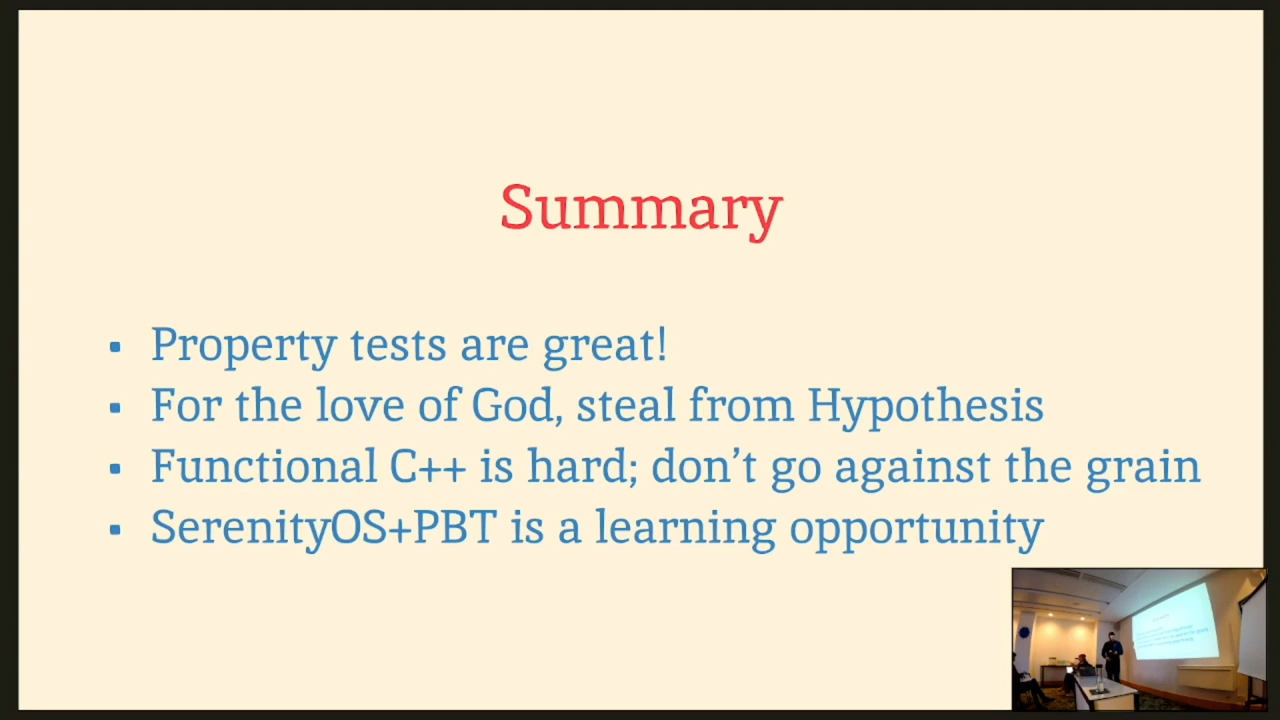 Summary
▪ Property tests are great!
▪ For the love of God, steal from Hypothesis
▪ Functional C++ is hard; don’t go against the grain
▪ SerenityOS+PBT is a learning opportunity